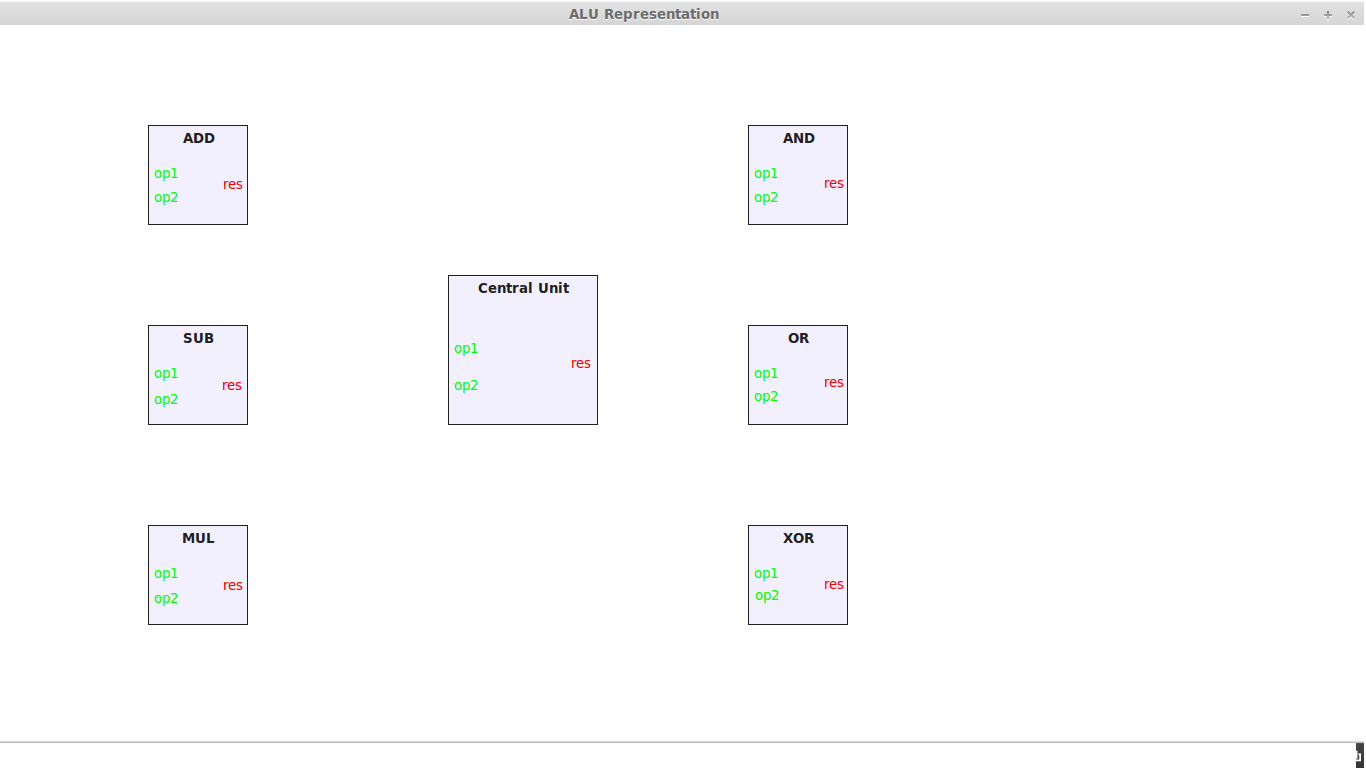 ALU Representation
ADD
op1
res
op2
AND
op1
res
op2
Central Unit
op1
res
op2
SUB
op1
res
op2
OR
op1
res
op2
MUL
op1
res
op2
XOR
op1
res
op2